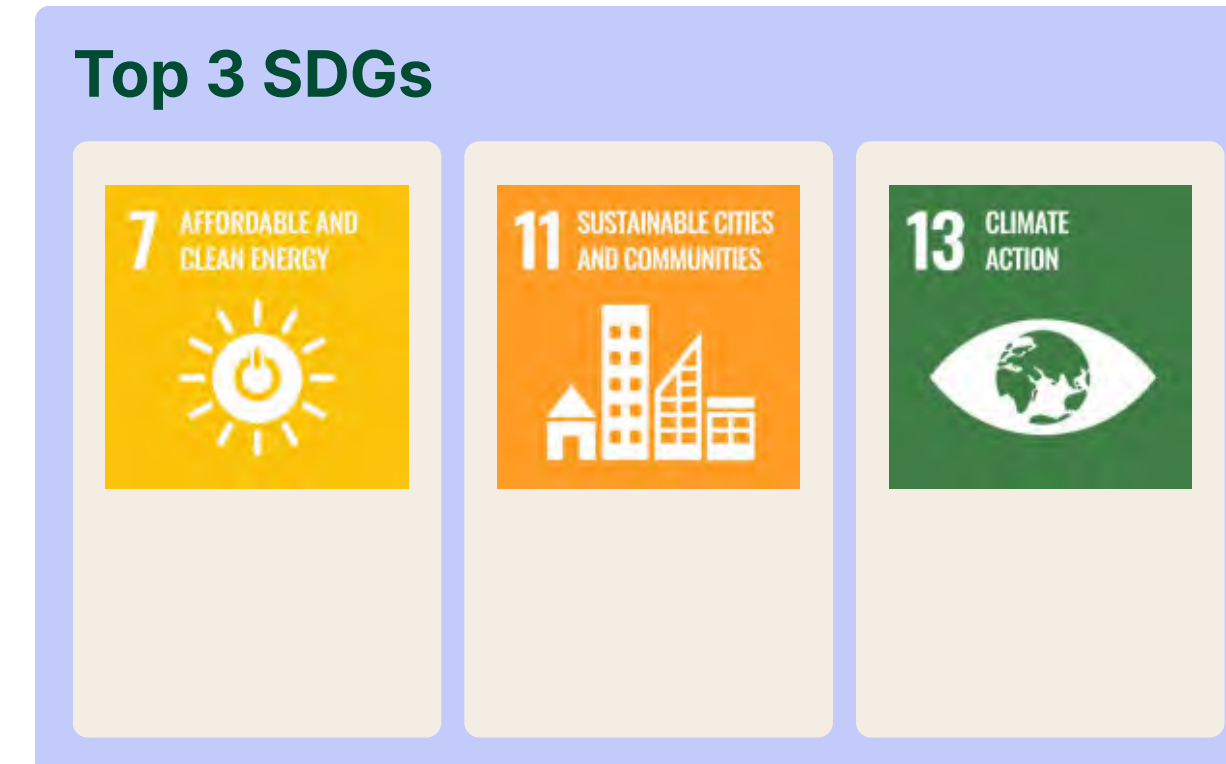 Top 3 SDGs
7 AFFORDABLE AND
CLEAN ENERGY
11 SUSTAINABLE CITIES
AND COMMUNITIES
13 CLIMATE
ACTION